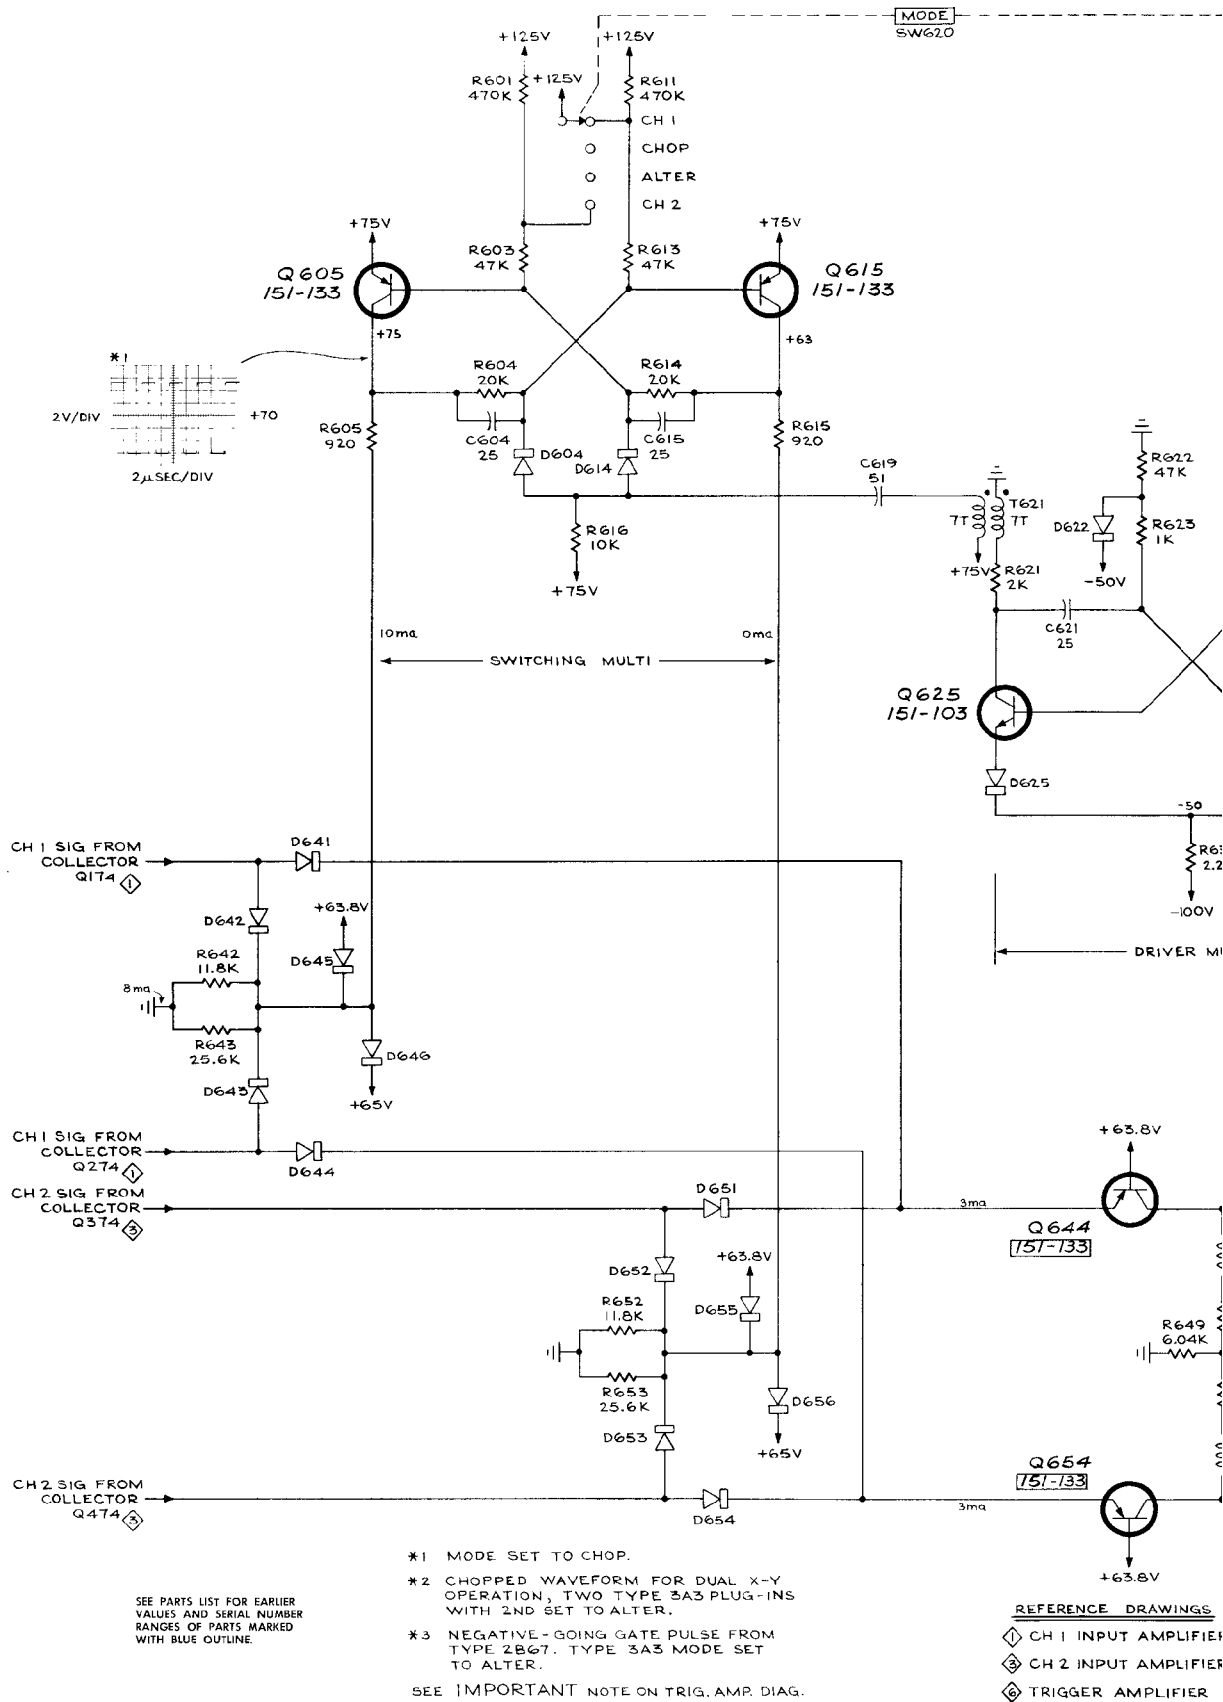 MODE
SW620
+125V
+125V
R601
470K
+125V
R611
470K
CH 1
CHOP
ALTER
CH 2
+75V
+75V
R603
47K
R613
47K
Q605
151-133
Q615
151-133
+75
+63
*1
2V/DIV
+70
2µSEC/DIV
R604
20K
R614
20K
R605
920
C604
25
D604
D614
C615
25
R615
920
R616
10K
+75V
C619
51
7T
T621
7T
+75V
R621
2K
R622
47K
D622
R623
1K
-50V
C621
25
10ma
0ma
SWITCHING MULTI
Q625
151-103
D625
-50
2.2
-100V
DRIVER
CH 1 SIG FROM
COLLECTOR
Q174 1
D641
D642
+63.8V
R642
11.8K
D645
8ma
R643
25.6K
D646
D643
+65V
CH 1 SIG FROM
COLLECTOR
Q274 1
D644
CH 2 SIG FROM
COLLECTOR
Q374 3
D651
3ma
+63.8V
Q644
151-133
D652
+63.8V
R652
11.8K
D655
R653
25.6K
D656
D653
+65V
R649
6.04K
CH 2 SIG FROM
COLLECTOR
Q474 3
D654
3ma
Q654
151-133
+63.8V
*1 MODE SET TO CHOP.
*2 CHOPPED WAVEFORM FOR DUAL X-Y
OPERATION, TWO TYPE 3A3 PLUG-INS
WITH 2ND SET TO ALTER.
*3 NEGATIVE-GOING GATE PULSE FROM
TYPE 2B67. TYPE 3A3 MODE SET
TO ALTER.
SEE IMPORTANT NOTE ON TRIG. AMP. DIAG.
SEE PARTS LIST FOR EARLIER
VALUES AND SERIAL NUMBER
RANGES OF PARTS MARKED
WITH BLUE OUTLINE.
REFERENCE DRAWINGS
1 CH 1 INPUT AMPLIFIER
3 CH 2 INPUT AMPLIFIER
6 TRIGGER AMPLIFIER